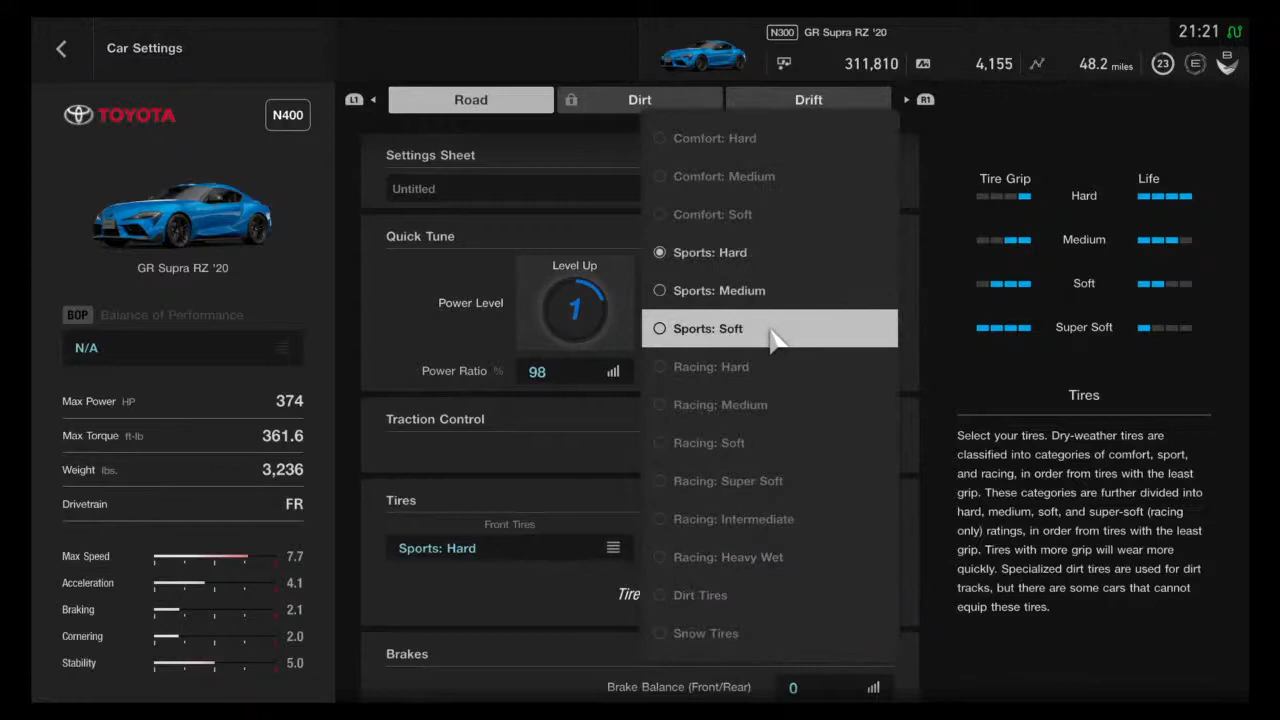 Car Settings
N300 GR Supra RZ '20
21:21
311,810
4,155
48.2 miles
23
E
B
TOYOTA
N400
GR Supra RZ '20
BOP Balance of Performance
N/A
Max Power HP 374
Max Torque ft-lb 361.6
Weight lbs. 3,236
Drivetrain FR
Max Speed 7.7
Acceleration 4.1
Braking 2.1
Cornering 2.0
Stability 5.0
L1 Road Dirt Drift R1
Settings Sheet
Untitled
Quick Tune
Level Up
Power Level 1
Power Ratio % 98
Traction Control
Tires
Front Tires
Sports: Hard
Tire
Brakes
Brake Balance (Front/Rear) 0
Comfort: Hard
Comfort: Medium
Comfort: Soft
Sports: Hard
Sports: Medium
Sports: Soft
Racing: Hard
Racing: Medium
Racing: Soft
Racing: Super Soft
Racing: Intermediate
Racing: Heavy Wet
Dirt Tires
Snow Tires
Tire Grip Life
Hard
Medium
Soft
Super Soft
Tires
Select your tires. Dry-weather tires are
classified into categories of comfort, sport,
and racing, in order from tires with the least
grip. These categories are further divided into
hard, medium, soft, and super-soft (racing
only) ratings, in order from tires with the least
grip. Tires with more grip will wear more
quickly. Specialized dirt tires are used for dirt
tracks, but there are some cars that cannot
equip these tires.